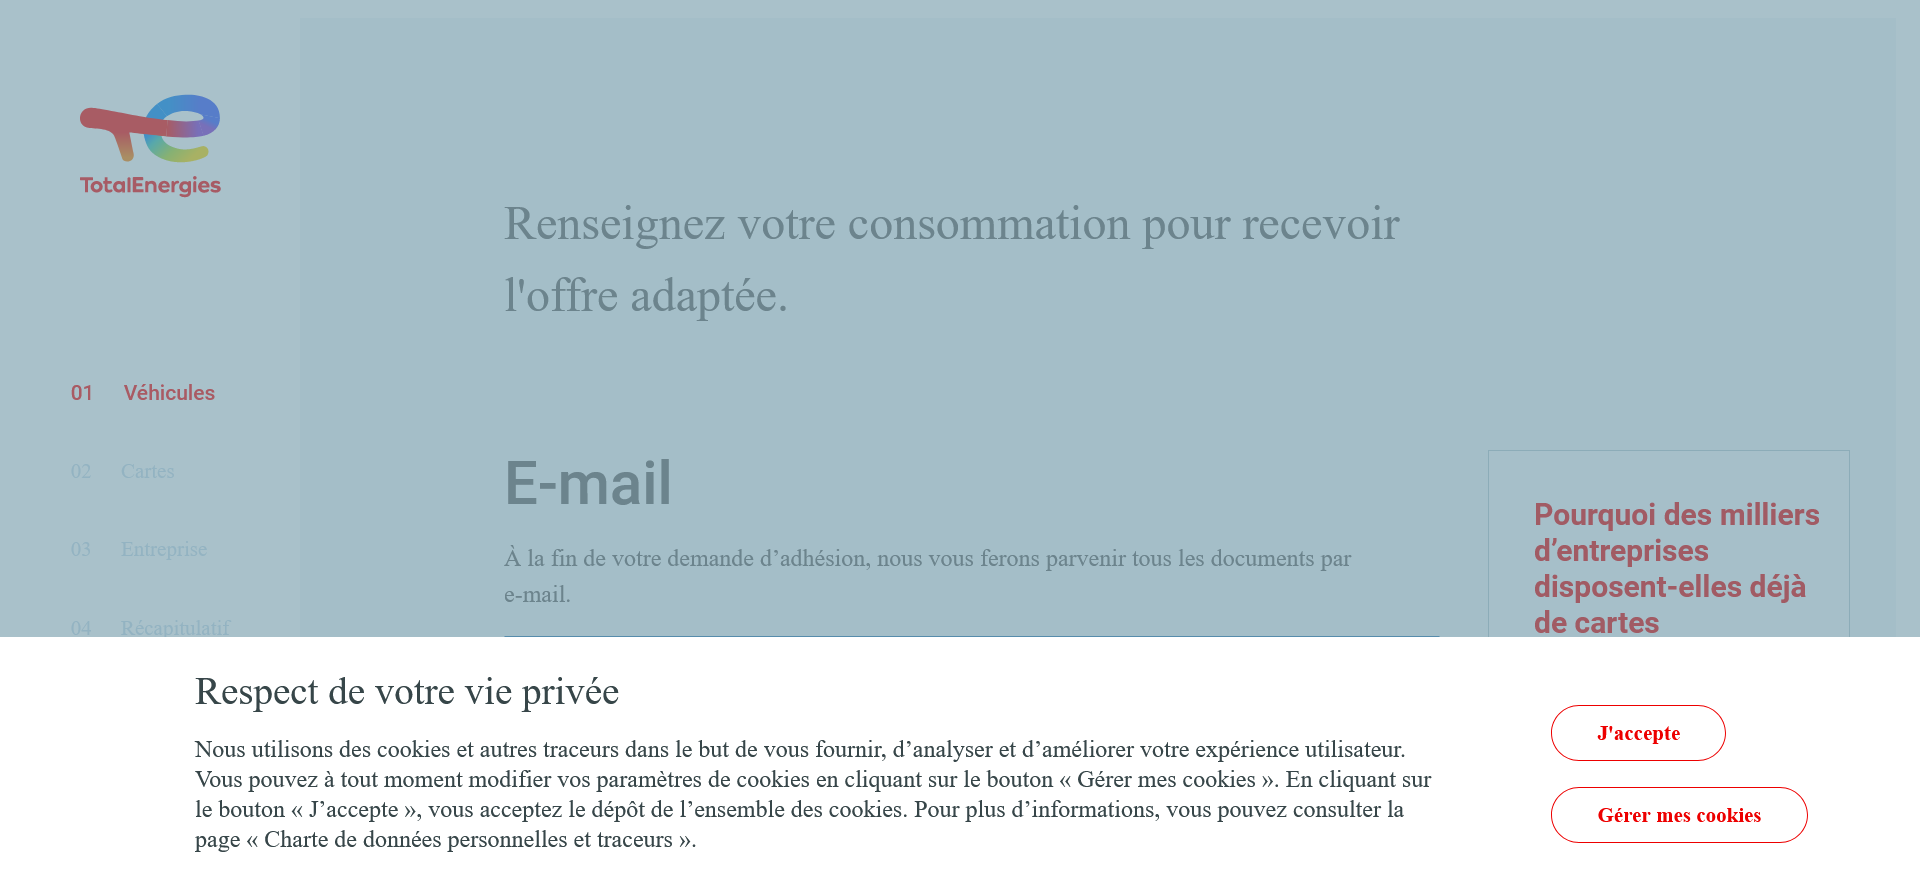 TotalEnergies
Renseignez votre consommation pour recevoir
l'offre adaptée.
01 Véhicules
02 Cartes
03 Entreprise
04 Récapitulatif
E-mail
À la fin de votre demande d’adhésion, nous vous ferons parvenir tous les documents par
e-mail.
Pourquoi des milliers
d’entreprises
disposent-elles déjà
de cartes
Respect de votre vie privée
Nous utilisons des cookies et autres traceurs dans le but de vous fournir, d’analyser et d’améliorer votre expérience utilisateur.
Vous pouvez à tout moment modifier vos paramètres de cookies en cliquant sur le bouton « Gérer mes cookies ». En cliquant sur
le bouton « J’accepte », vous acceptez le dépôt de l’ensemble des cookies. Pour plus d’informations, vous pouvez consulter la
page « Charte de données personnelles et traceurs ».
J'accepte
Gérer mes cookies